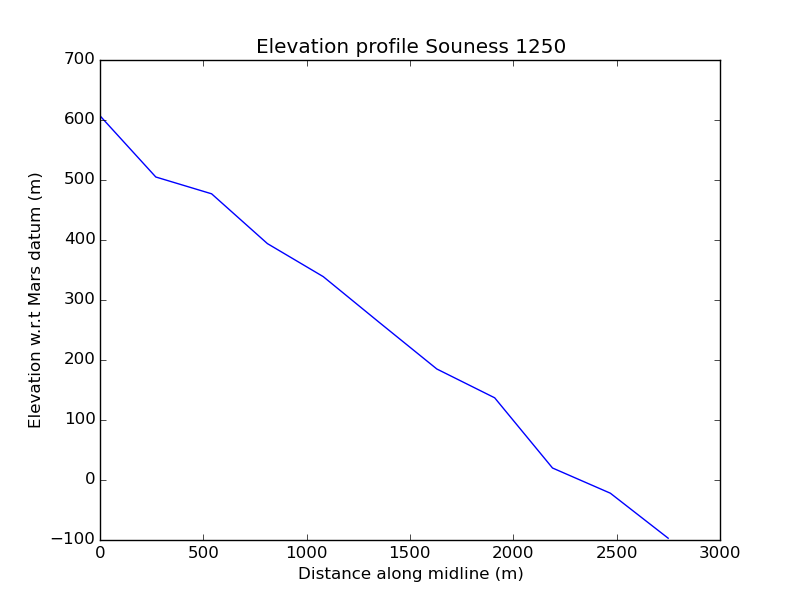 Elevation profile Souness 1250
700
600
500
400
300
200
100
0
−100
Elevation w.r.t Mars datum (m)
0 500 1000 1500 2000 2500 3000
Distance along midline (m)